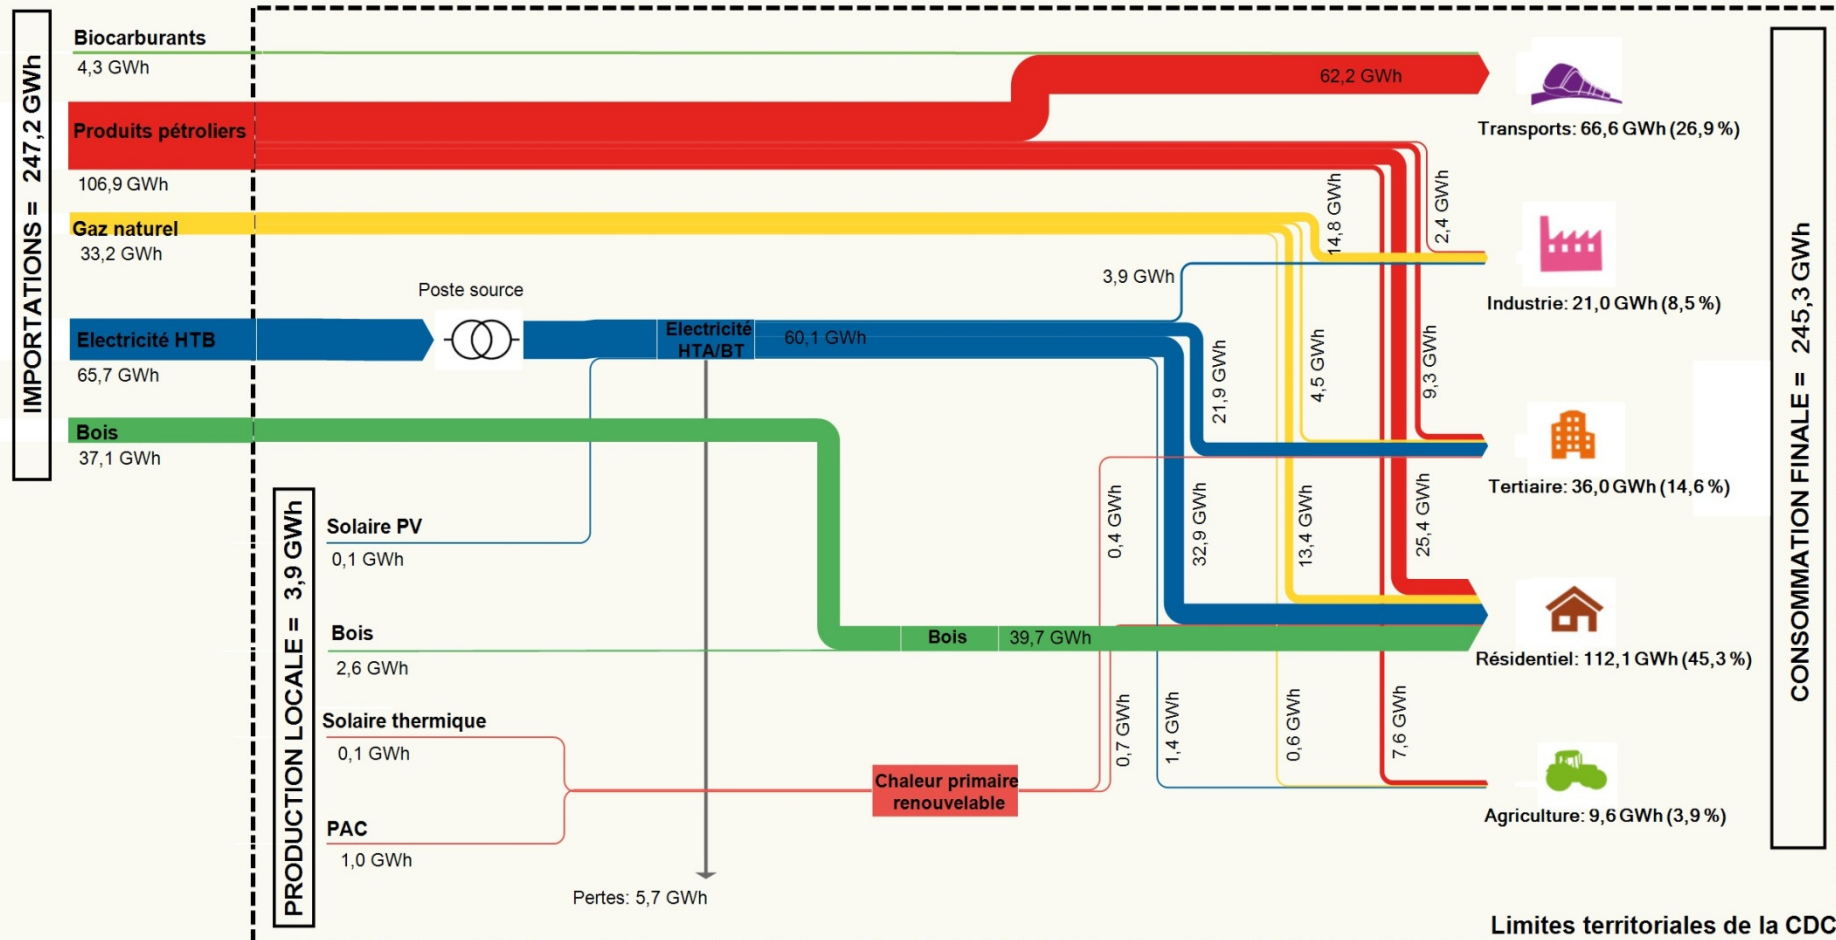 IMPORTATIONS = 247,2 GWh
Biocarburants
4,3 GWh
Produits pétroliers
106,9 GWh
Gaz naturel
33,2 GWh
Electricité HTB
65,7 GWh
Bois
37,1 GWh
Poste source
Electricité
HTA/BT
60,1 GWh
PRODUCTION LOCALE = 3,9 GWh
Solaire PV
0,1 GWh
Bois
2,6 GWh
Solaire thermique
0,1 GWh
PAC
1,0 GWh
Pertes: 5,7 GWh
Bois
39,7 GWh
Chaleur primaire
renouvelable
62,2 GWh
3,9 GWh
14,8 GWh
2,4 GWh
21,9 GWh
4,5 GWh
9,3 GWh
0,4 GWh
32,9 GWh
13,4 GWh
25,4 GWh
0,7 GWh
1,4 GWh
0,6 GWh
7,6 GWh
Transports: 66,6 GWh (26,9 %)
Industrie: 21,0 GWh (8,5 %)
Tertiaire: 36,0 GWh (14,6 %)
Résidentiel: 112,1 GWh (45,3 %)
Agriculture: 9,6 GWh (3,9 %)
CONSOMMATION FINALE = 245,3 GWh
Limites territoriales de la CDC